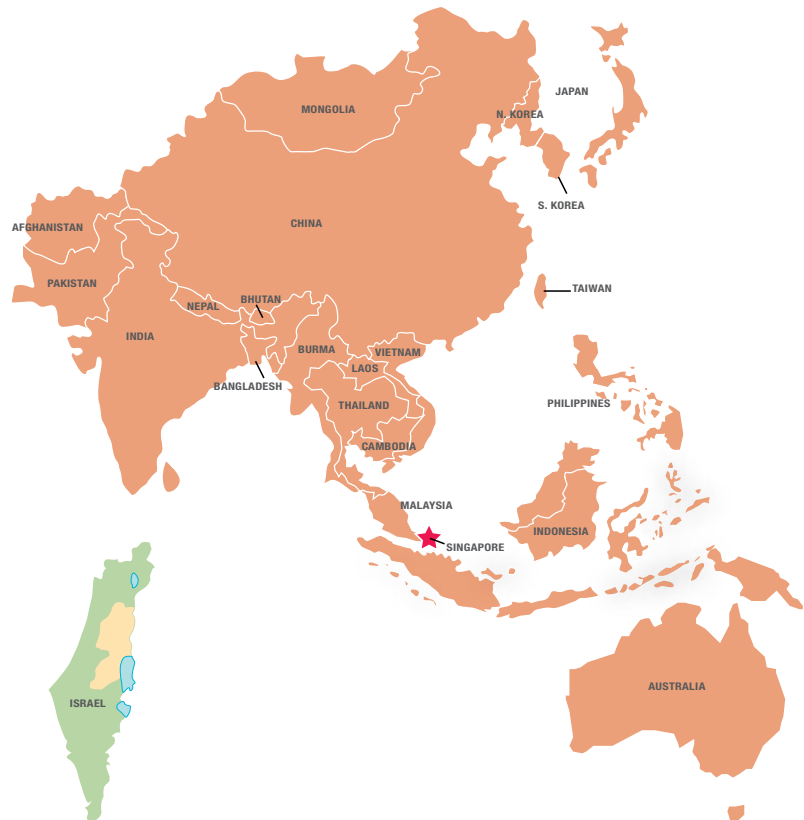 JAPAN
MONGOLIA
N. KOREA
S. KOREA
CHINA
AFGHANISTAN
PAKISTAN
TAIWAN
BHUTAN
NEPAL
INDIA
BURMA
VIETNAM
LAOS
BANGLADESH
THAILAND
PHILIPPINES
CAMBODIA
MALAYSIA
INDONESIA
SINGAPORE
AUSTRALIA
ISRAEL